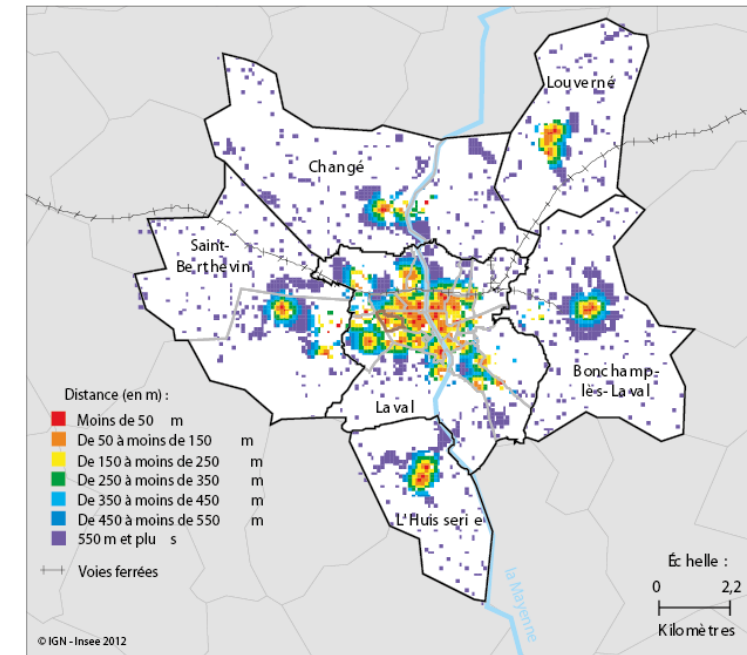 Louverné
Changé
Saint-
Berthevin
Bonchamp-
lès-Laval
Laval
L'Huisserie
la Mayenne
Distance (en m) :
Moins de 50 m
De 50 à moins de 150 m
De 150 à moins de 250 m
De 250 à moins de 350 m
De 350 à moins de 450 m
De 450 à moins de 550 m
550 m et plus
Voies ferrées
Échelle :
0 2,2
Kilomètres
© IGN - Insee 2012